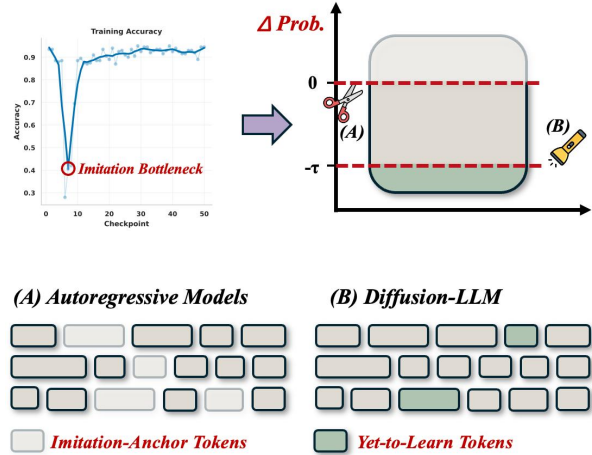 Training Accuracy
Accuracy
0.9
0.8
0.7
0.6
0.5
0.4
0.3
0
10
20
30
40
50
Checkpoint
Imitation Bottleneck
Δ Prob.
0
-τ
(A)
(B)
(A) Autoregressive Models
(B) Diffusion-LLM
Imitation-Anchor Tokens
Yet-to-Learn Tokens